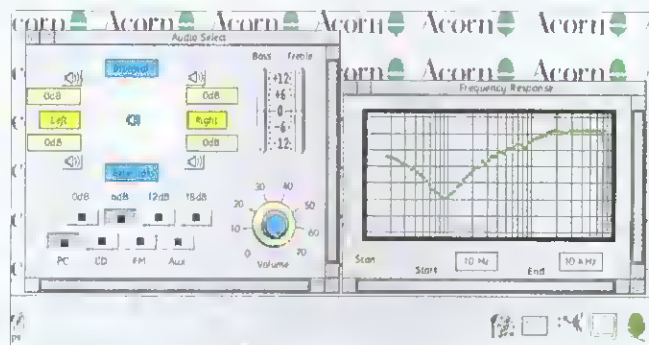 corn Acorn Acorn Acorn Acorn
Audio Select
Bass Treble
orn Acorn Acorn Acorn
Frequency Response
0dB
0dB
+12
+6
0
-6
-12
Left
Right
0dB
0dB
0dB 6dB 12dB 18dB
PC CD FM Aux
0 10 20 30 40 50 60 70
Volume
Scan
Start 10 Hz
End 10 kHz